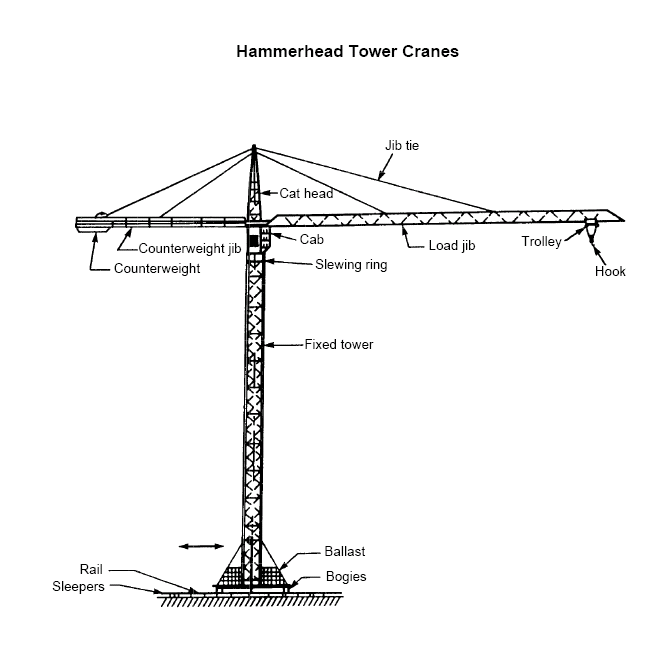 Hammerhead Tower Cranes
Jib tie
Cat head
Counterweight jib
Cab
Load jib
Trolley
Counterweight
Slewing ring
Hook
Fixed tower
Ballast
Rail
Bogies
Sleepers